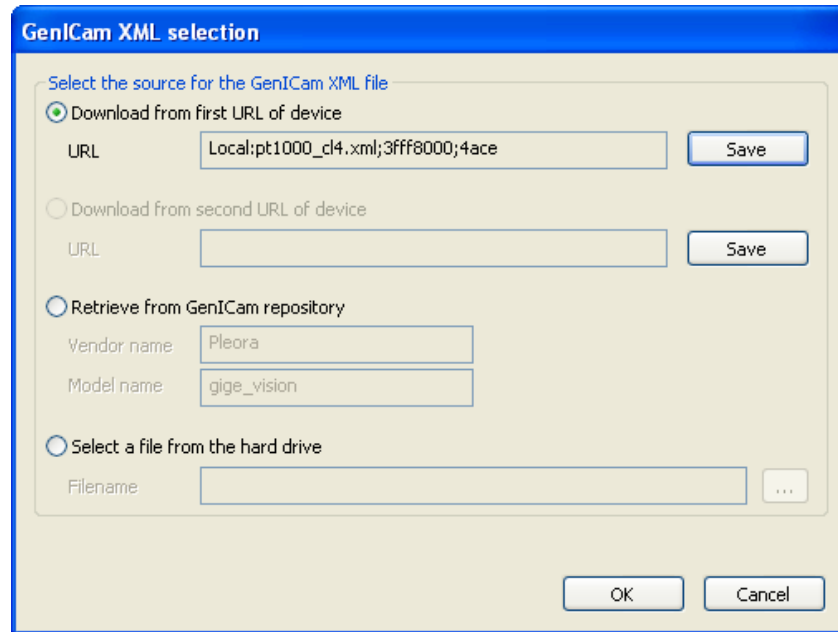 GenICam XML selection
Select the source for the GenICam XML file
Download from first URL of device
URL Local:pt1000_cl4.xml;3fff8000;4ace Save
Download from second URL of device
URL Save
Retrieve from GenICam repository
Vendor name Pleora
Model name gige_vision
Select a file from the hard drive
Filename ...
OK Cancel